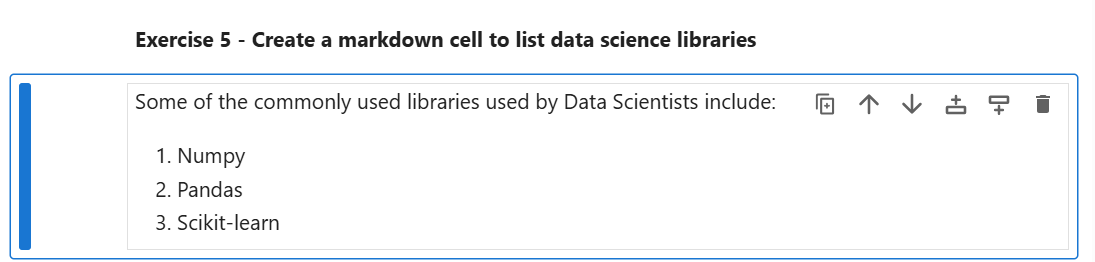 Exercise 5 - Create a markdown cell to list data science libraries
Some of the commonly used libraries used by Data Scientists include:
1. Numpy
2. Pandas
3. Scikit-learn